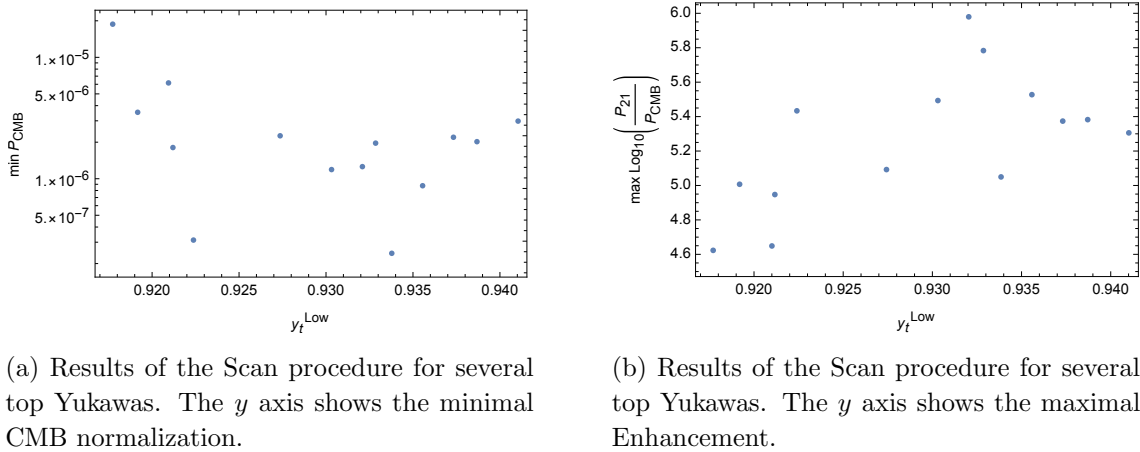 1.×10⁻⁵
5.×10⁻⁶
1.×10⁻⁶
5.×10⁻⁷
min P_CMB
0.920 0.925 0.930 0.935 0.940
y_t^Low
(a) Results of the Scan procedure for several
top Yukawas. The y axis shows the minimal
CMB normalization.
6.0
5.8
5.6
5.4
5.2
5.0
4.8
4.6
max Log₁₀(P₂₁/P_CMB)
0.920 0.925 0.930 0.935 0.940
y_t^Low
(b) Results of the Scan procedure for several
top Yukawas. The y axis shows the maximal
Enhancement.